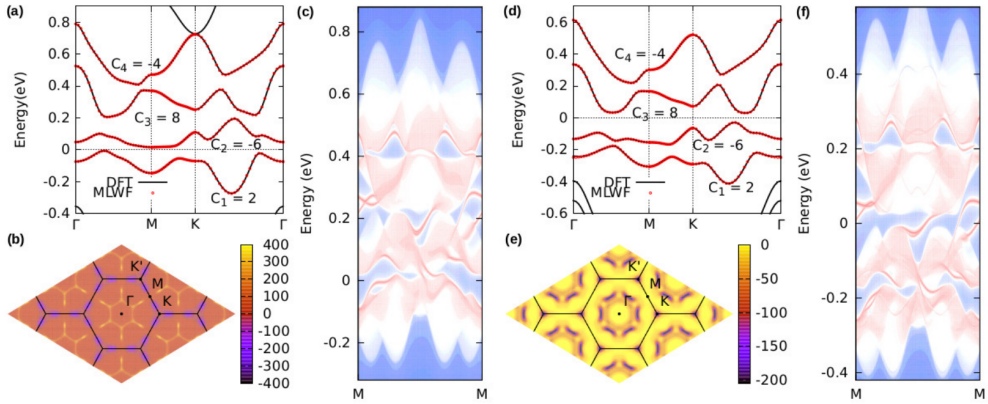 (a)
Energy(eV)
0.8
0.6
0.4
0.2
0
-0.2
-0.4
C4 = -4
C3 = 8
C2 = -6
C1 = 2
DFT
MLWF
Γ M K Γ
(b)
K'
M
Γ
K
400
300
200
100
0
-100
-200
-300
-400
(c)
Energy (eV)
0.8
0.6
0.4
0.2
0
-0.2
M M
(d)
Energy(eV)
0.6
0.4
0.2
0
-0.2
-0.4
-0.6
C4 = -4
C3 = 8
C2 = -6
C1 = 2
DFT
MLWF
Γ M K Γ
(e)
K'
M
Γ
K
0
-50
-100
-150
-200
(f)
Energy (eV)
0.4
0.2
0
-0.2
-0.4
M M